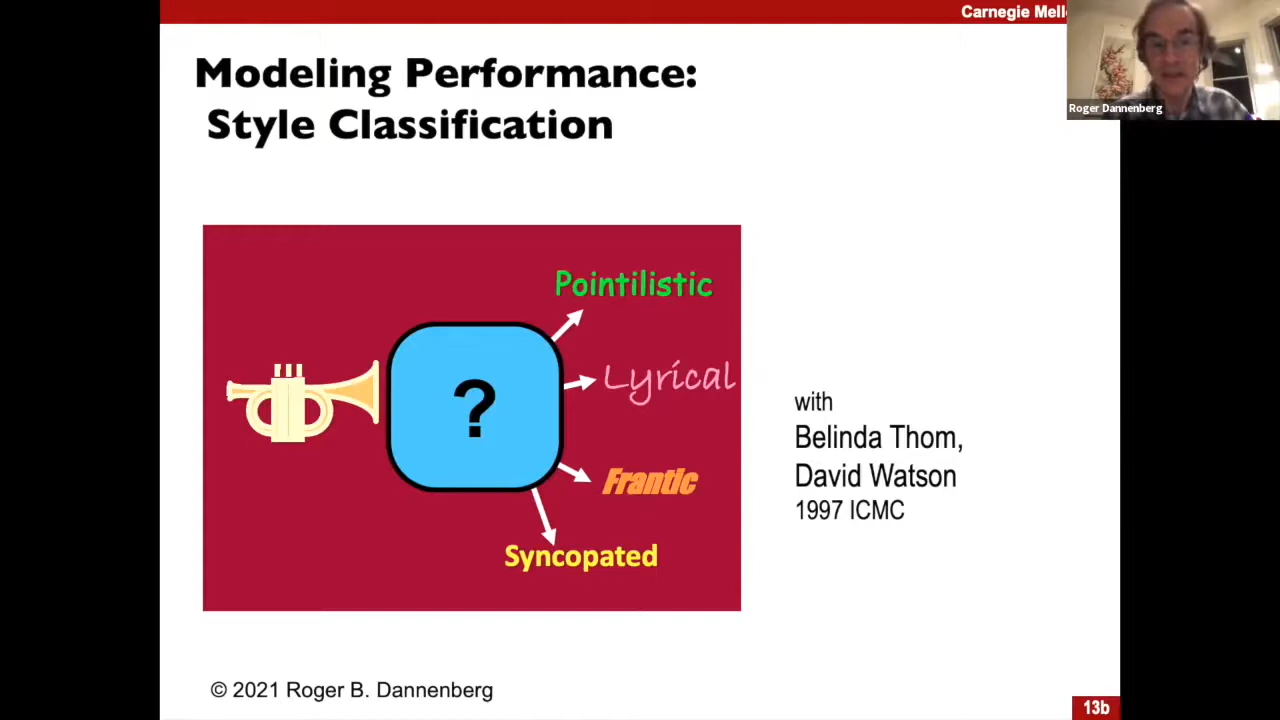 Carnegie Mell
Roger Dannenberg
Modeling Performance:
Style Classification
Pointilistic
Lyrical
?
Frantic
Syncopated
with
Belinda Thom,
David Watson
1997 ICMC
© 2021 Roger B. Dannenberg
13b